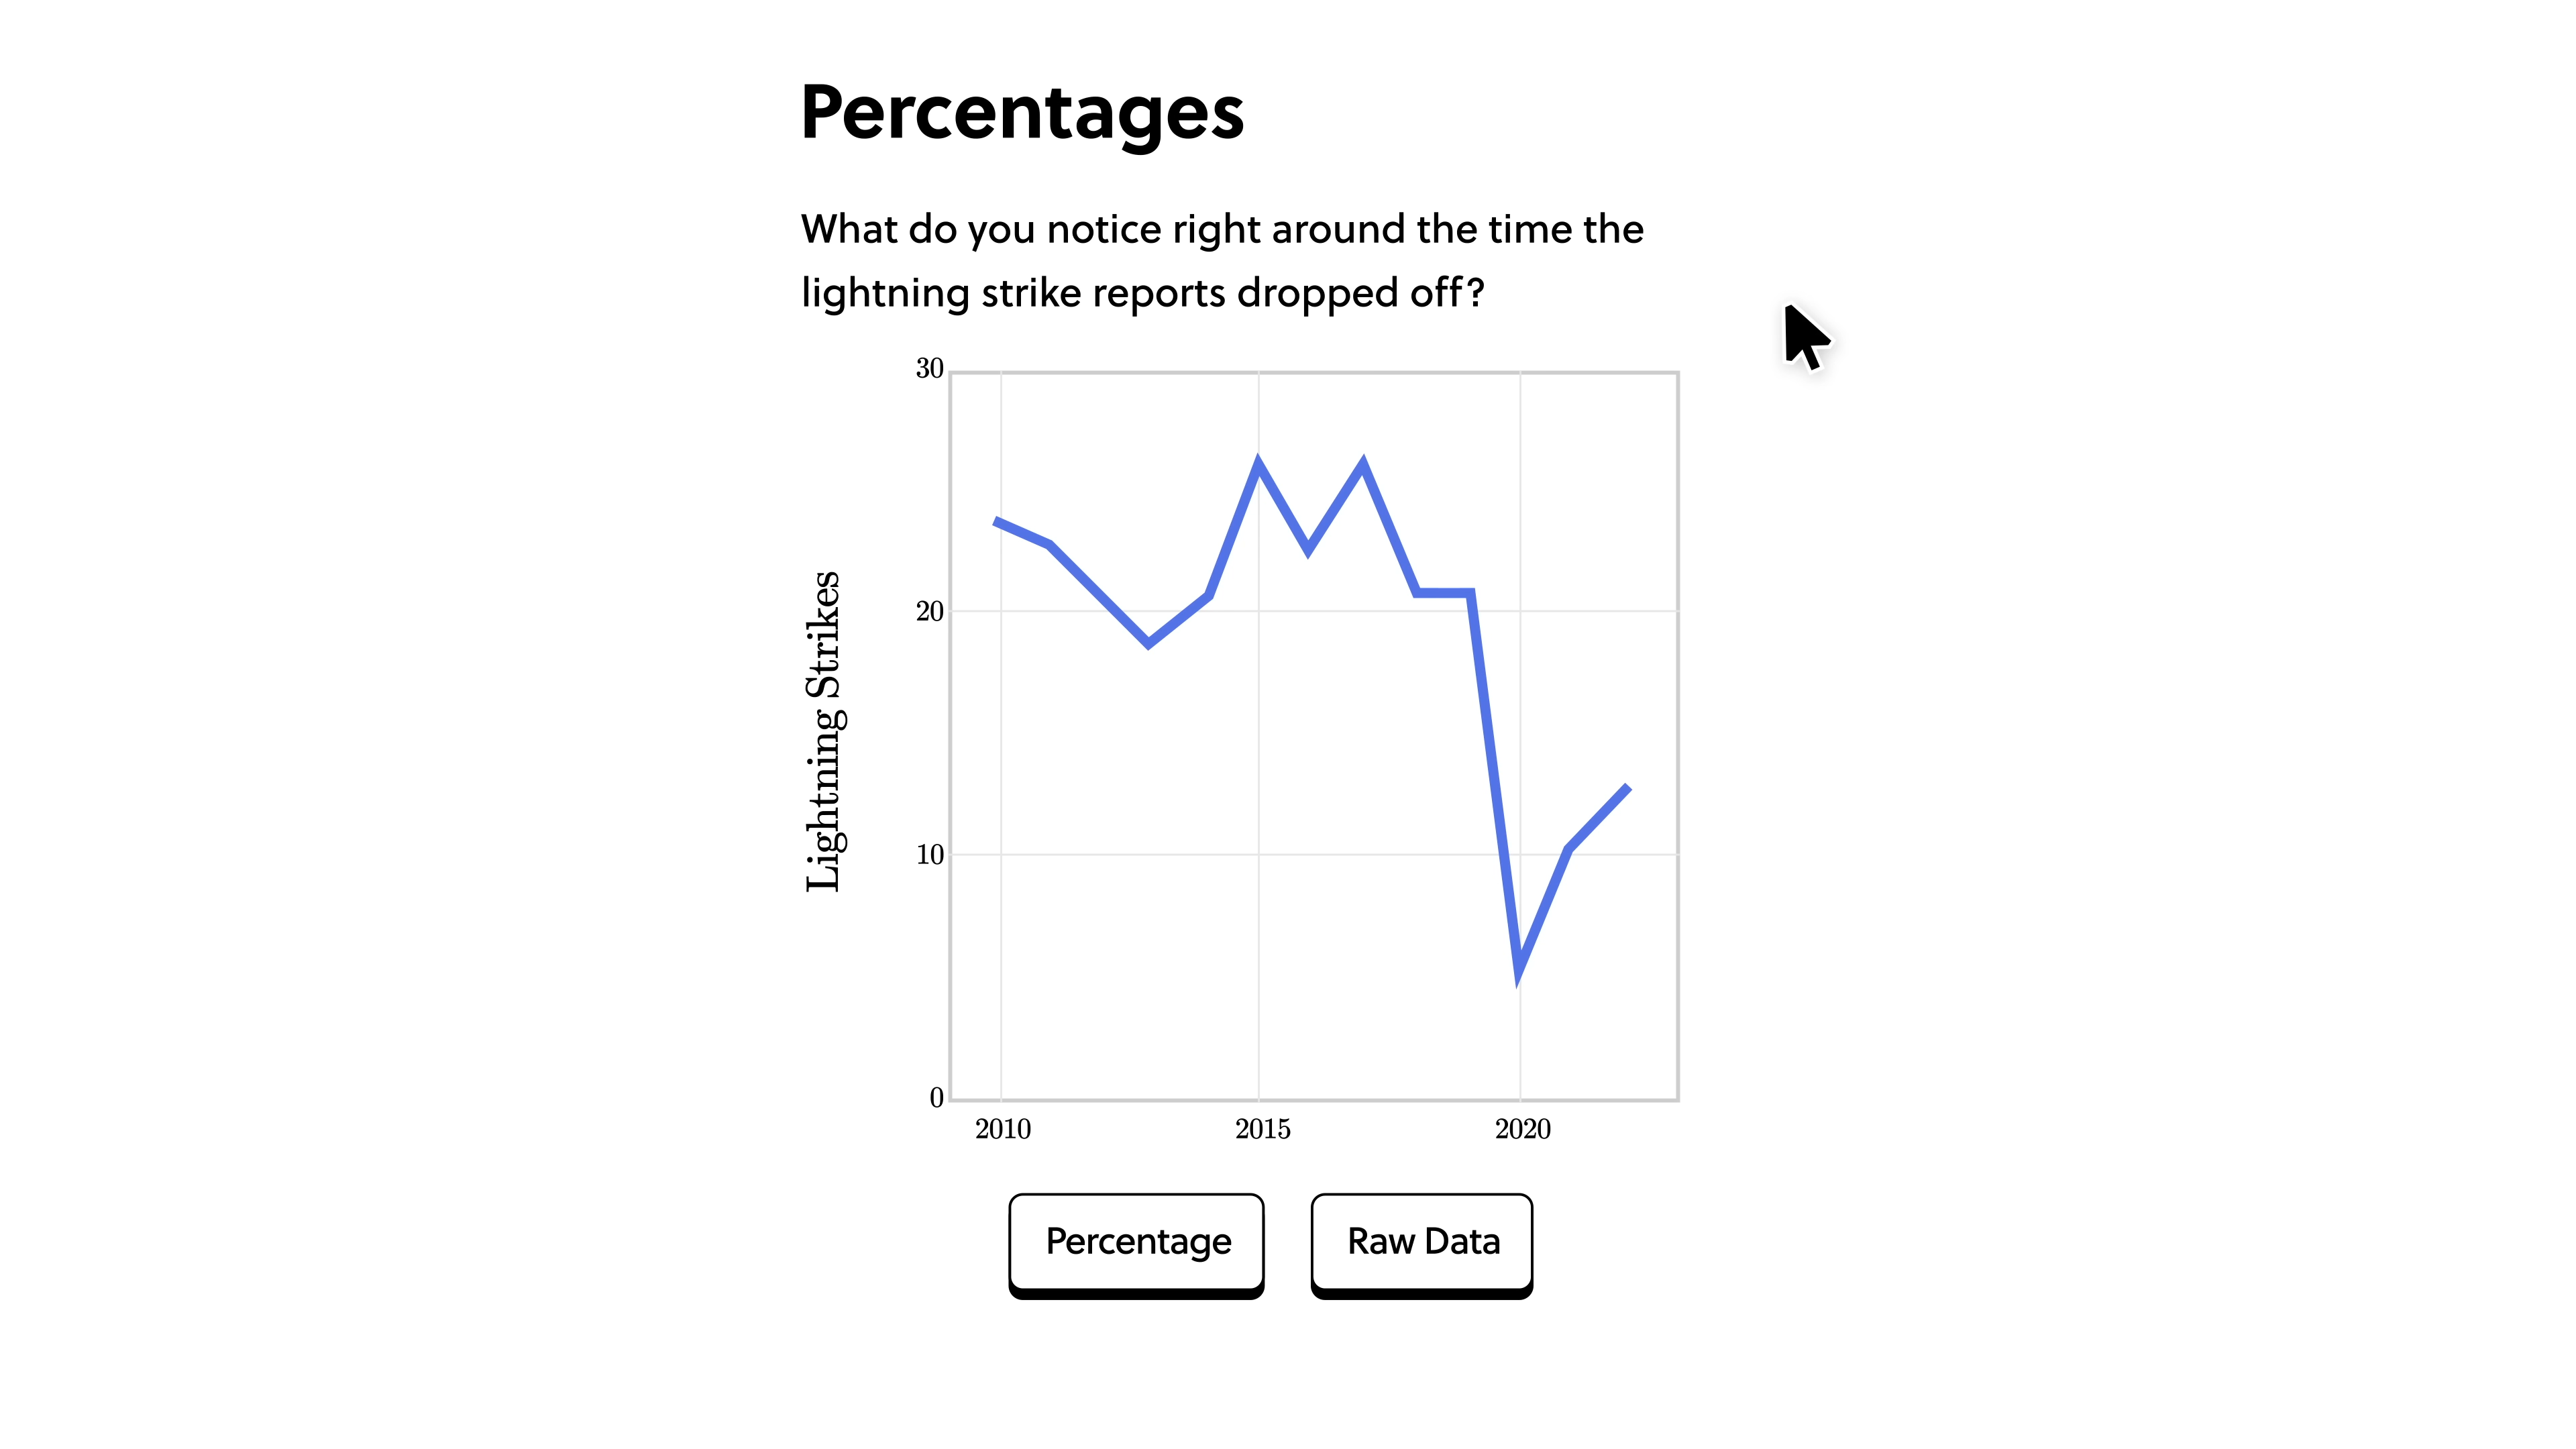 Percentages
What do you notice right around the time the
lightning strike reports dropped off?
30
20
10
0
Lightning Strikes
2010 2015 2020
Percentage Raw Data